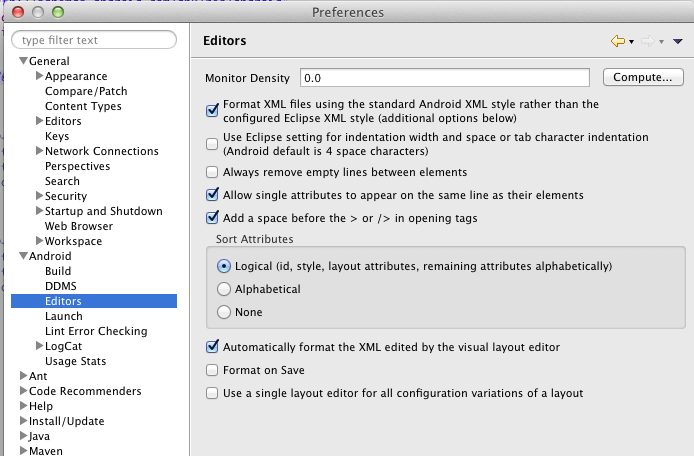 Preferences
type filter text
General
Appearance
Compare/Patch
Content Types
Editors
Keys
Network Connections
Perspectives
Search
Security
Startup and Shutdown
Web Browser
Workspace
Android
Build
DDMS
Editors
Launch
Lint Error Checking
LogCat
Usage Stats
Ant
Code Recommenders
Help
Install/Update
Java
Maven
Editors
Monitor Density 0.0 Compute...
Format XML files using the standard Android XML style rather than the
configured Eclipse XML style (additional options below)
Use Eclipse setting for indentation width and space or tab character indentation
(Android default is 4 space characters)
Always remove empty lines between elements
Allow single attributes to appear on the same line as their elements
Add a space before the > or /> in opening tags
Sort Attributes
Logical (id, style, layout attributes, remaining attributes alphabetically)
Alphabetical
None
Automatically format the XML edited by the visual layout editor
Format on Save
Use a single layout editor for all configuration variations of a layout